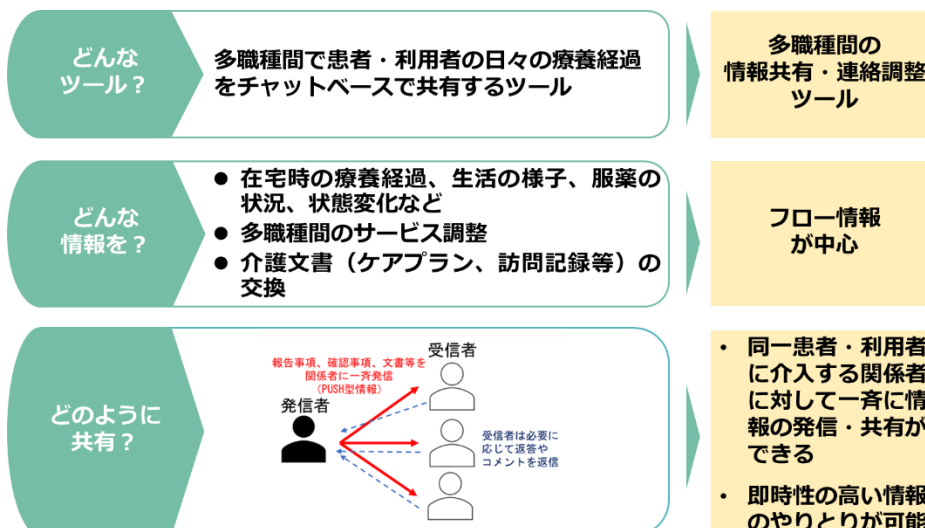 どんな
ツール？
多職種間で患者・利用者の日々の療養経過
をチャットベースで共有するツール
多職種間の
情報共有・連絡調整
ツール
どんな
情報を？
● 在宅時の療養経過、生活の様子、服薬の
状況、状態変化など
● 多職種間のサービス調整
● 介護文書（ケアプラン、訪問記録等）の
交換
フロー情報
が中心
どのように
共有？
報告事項、確認事項、文書等を
関係者に一斉発信
（PUSH型情報）
発信者
受信者
受信者は必要に
応じて返答や
コメントを返信
・ 同一患者・利用者
に介入する関係者
に対して一斉に情
報の発信・共有が
できる
・ 即時性の高い情報
のやりとりが可能